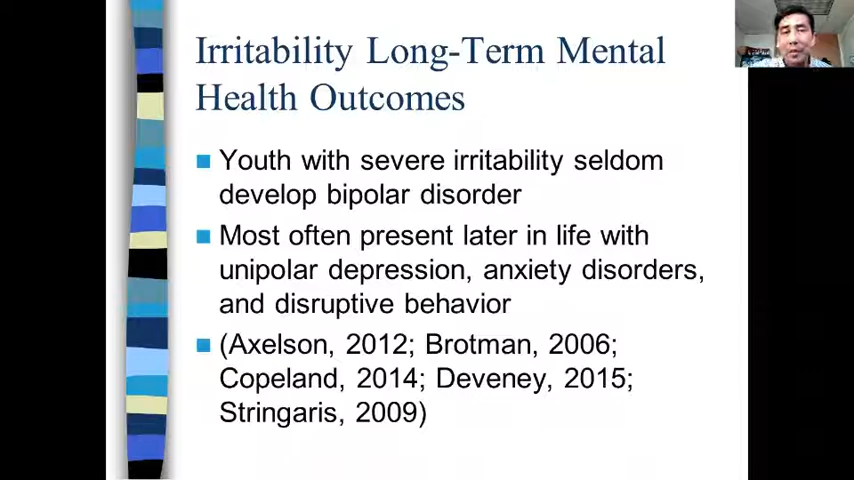 Irritability Long-Term Mental
Health Outcomes
Youth with severe irritability seldom
develop bipolar disorder
Most often present later in life with
unipolar depression, anxiety disorders,
and disruptive behavior
(Axelson, 2012; Brotman, 2006;
Copeland, 2014; Deveney, 2015;
Stringaris, 2009)